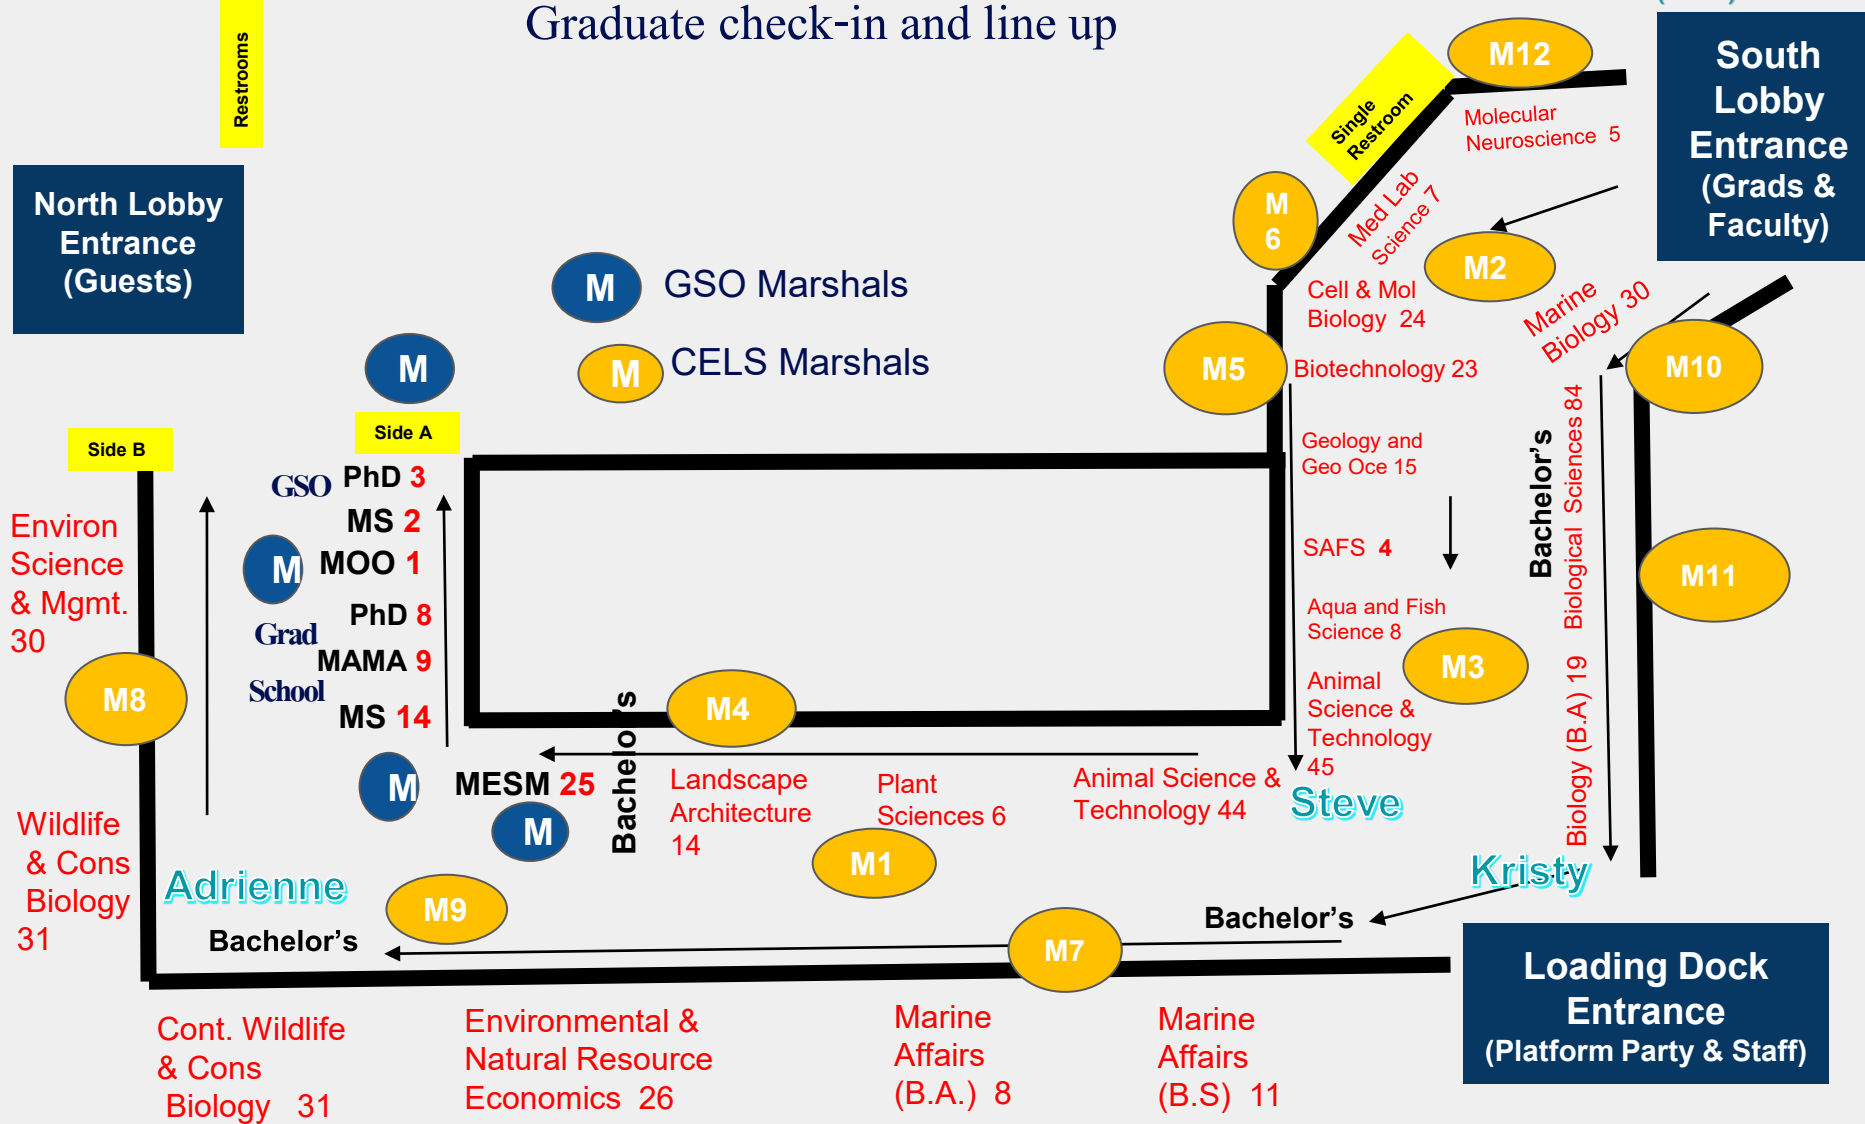 Graduate check-in and line up
Restrooms
North Lobby
Entrance
(Guests)
M
GSO Marshals
M
CELS Marshals
M12
South
Lobby
Entrance
(Grads &
Faculty)
Single
Restroom
Molecular
Neuroscience 5
M
6
Med Lab
Science 7
M2
Cell & Mol
Biology 24
Marine
Biology 30
M5
Biotechnology 23
M10
M
Side A
Side B
GSO
PhD 3
MS 2
M
MOO 1
PhD 8
Grad
MAMA 9
School
MS 14
Environ
Science
& Mgmt.
30
M8
Geology and
Geo Oce 15
SAFS 4
Aqua and Fish
Science 8
M3
Animal
Science &
Technology
45
Bachelor's
Biological Sciences 84
Biology (B.A) 19
M11
M4
M
MESM 25
M
Bachelor's
Landscape
Architecture
14
Plant
Sciences 6
Animal Science &
Technology 44
Steve
M1
Kristy
Wildlife
& Cons
Biology
31
Adrienne
M9
Bachelor's
Bachelor's
M7
Loading Dock
Entrance
(Platform Party & Staff)
Cont. Wildlife
& Cons
Biology 31
Environmental &
Natural Resource
Economics 26
Marine
Affairs
(B.A.) 8
Marine
Affairs
(B.S) 11